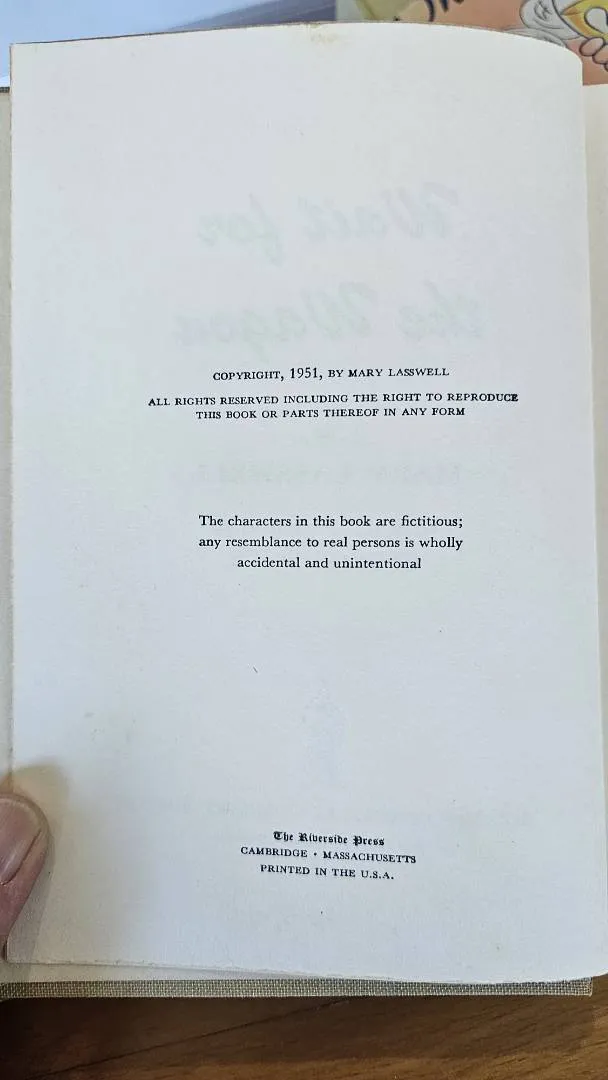 COPYRIGHT, 1951, BY MARY LASSWELL
ALL RIGHTS RESERVED INCLUDING THE RIGHT TO REPRODUCE
THIS BOOK OR PARTS THEREOF IN ANY FORM
The characters in this book are fictitious;
any resemblance to real persons is wholly
accidental and unintentional
The Riverside Press
CAMBRIDGE • MASSACHUSETTS
PRINTED IN THE U.S.A.